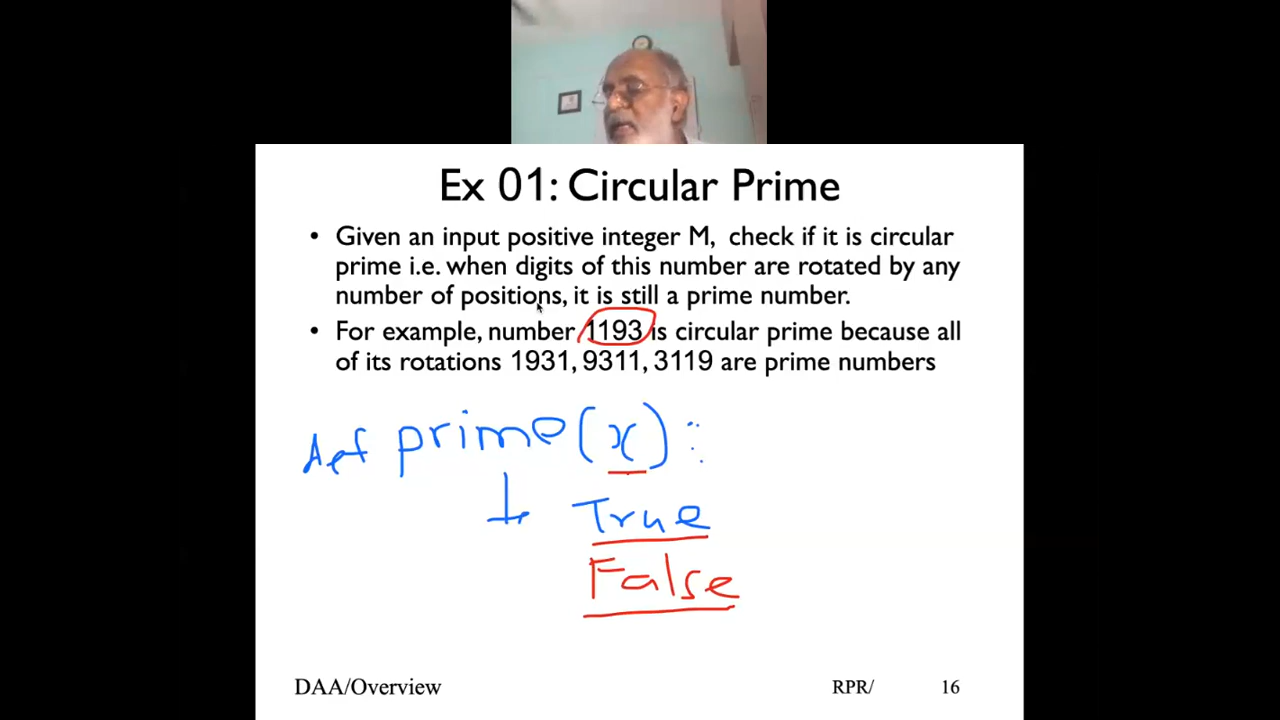 Ex 01: Circular Prime
• Given an input positive integer M, check if it is circular
prime i.e. when digits of this number are rotated by any
number of positions, it is still a prime number.
• For example, number 1193 is circular prime because all
of its rotations 1931, 9311, 3119 are prime numbers
def prime(x):
True
False
DAA/Overview RPR/ 16